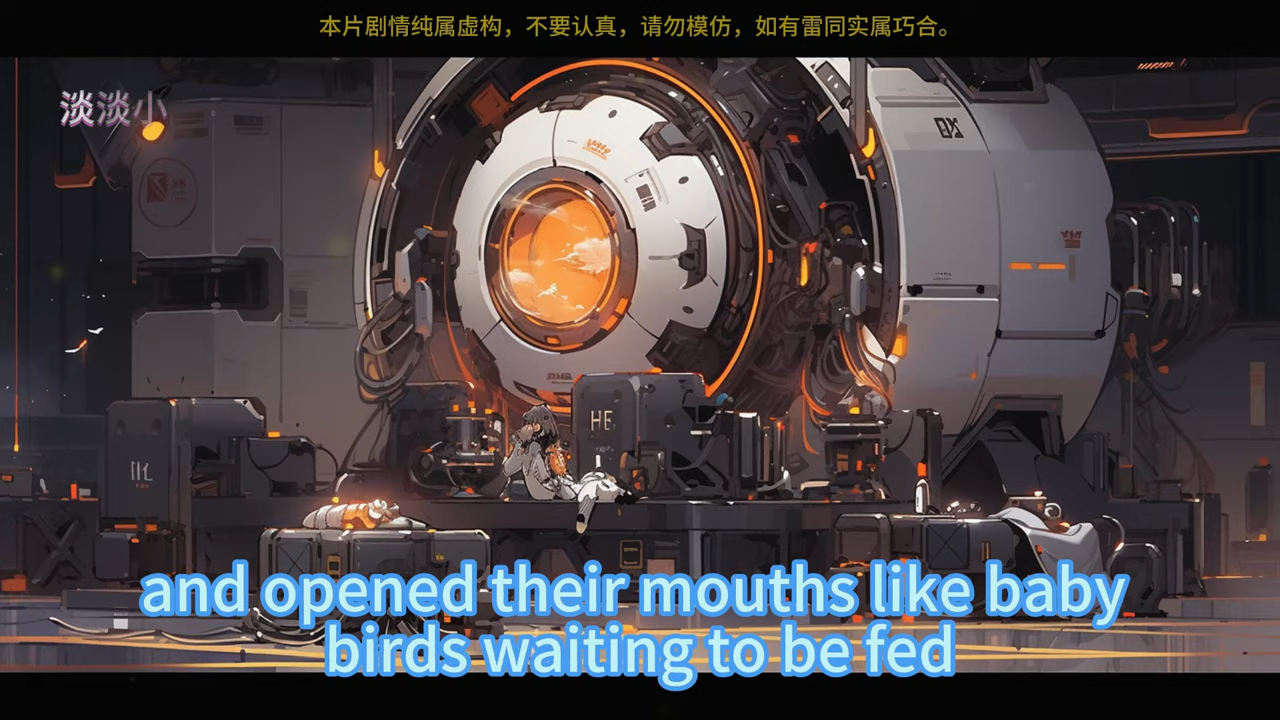 本片剧情纯属虚构，不要认真，请勿模仿，如有雷同实属巧合。
淡淡小
HE
and opened their mouths like baby
birds waiting to be fed